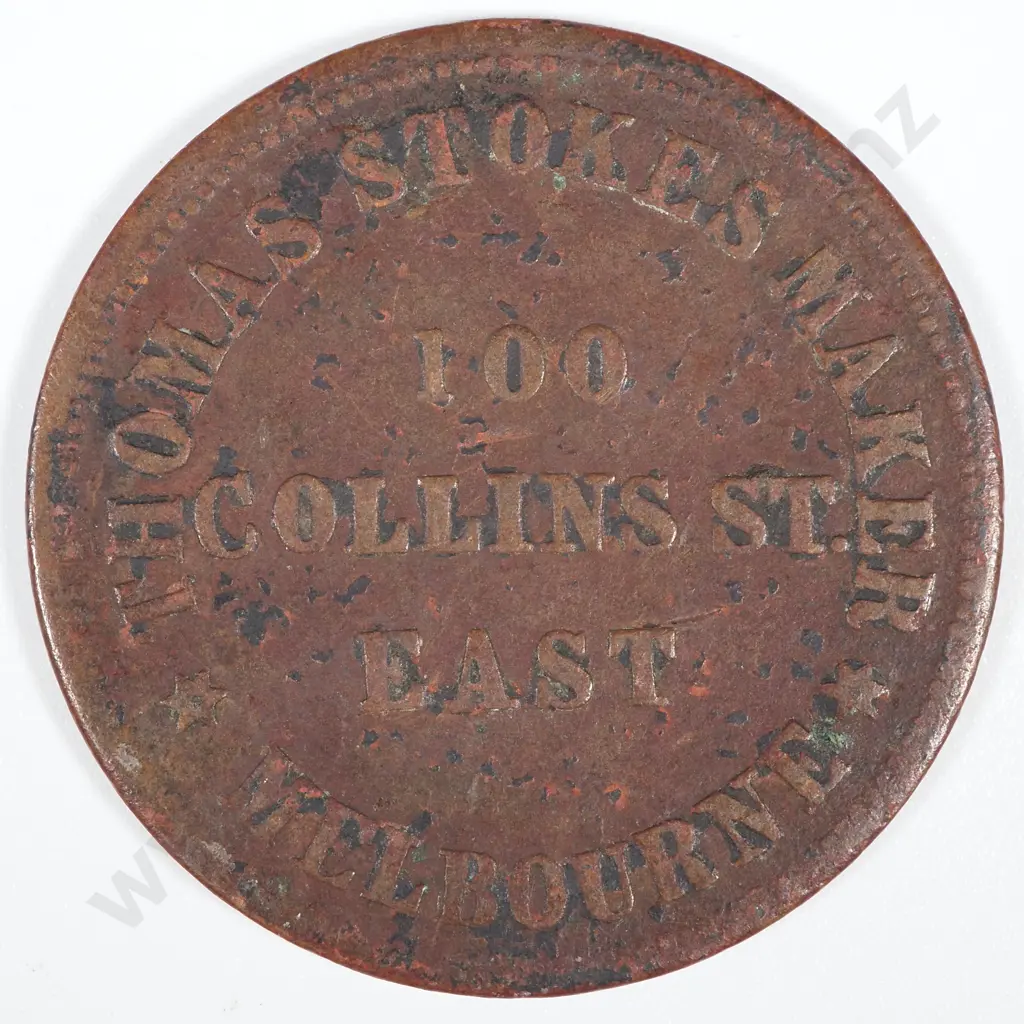 THOMAS STOKES MAKER
100
COLLINS ST.
EAST
MELBOURNE